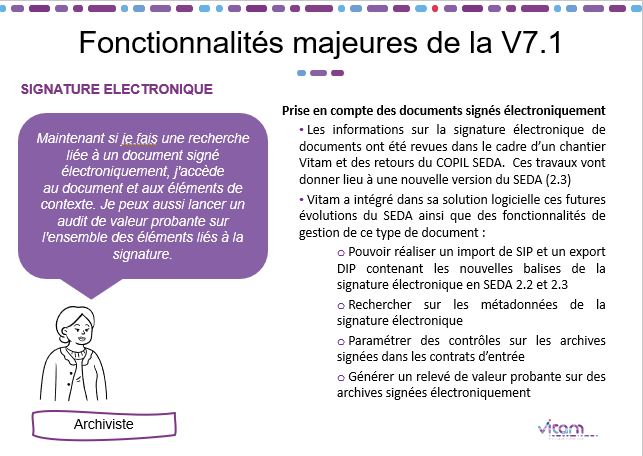 Fonctionnalités majeures de la V7.1
SIGNATURE ELECTRONIQUE
Maintenant si je fais une recherche
liée à un document signé
électroniquement, j'accède
au document et aux éléments de
contexte. Je peux aussi lancer un
audit de valeur probante sur
l'ensemble des éléments liés à la
signature.
Archiviste
Prise en compte des documents signés électroniquement
• Les informations sur la signature électronique de
documents ont été revues dans le cadre d'un chantier
Vitam et des retours du COPIL SEDA. Ces travaux vont
donner lieu à une nouvelle version du SEDA (2.3)
• Vitam a intégré dans sa solution logicielle ces futures
évolutions du SEDA ainsi que des fonctionnalités de
gestion de ce type de document :
o Pouvoir réaliser un import de SIP et un export
DIP contenant les nouvelles balises de la
signature électronique en SEDA 2.2 et 2.3
o Rechercher sur les métadonnées de la
signature électronique
o Paramétrer des contrôles sur les archives
signées dans les contrats d'entrée
o Générer un relevé de valeur probante sur des
archives signées électroniquement
vitam